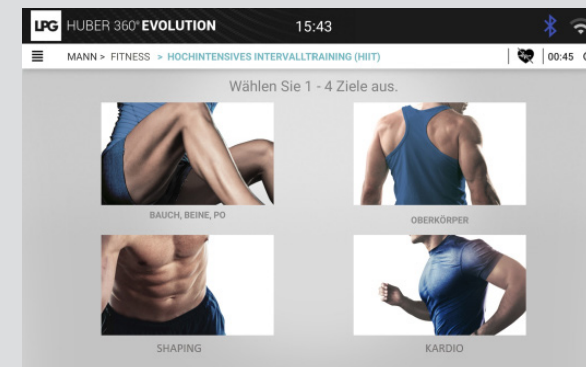 LPG HUBER 360° EVOLUTION 15:43
MANN > FITNESS > HOCHINTENSIVES INTERVALLTRAINING (HIIT) 00:45
Wählen Sie 1 - 4 Ziele aus.
BAUCH, BEINE, PO OBERKÖRPER
SHAPING KARDIO